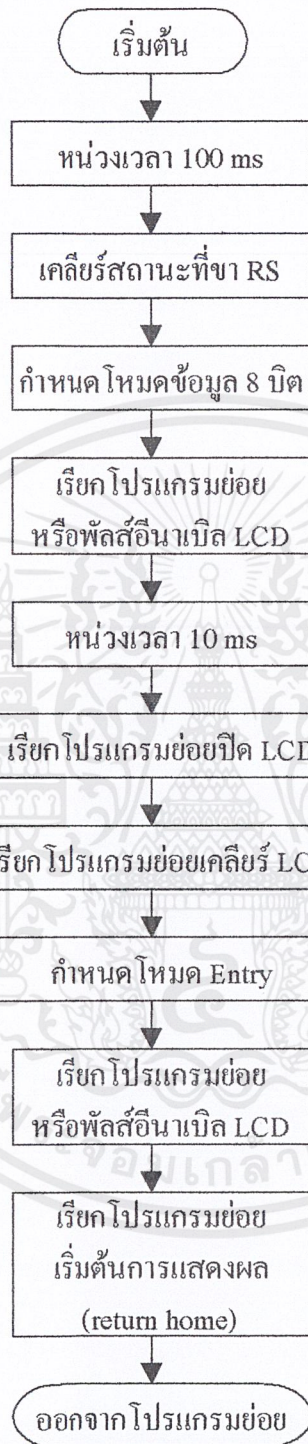 เริ่มต้น
หน่วงเวลา 100 ms
เคลียร์สถานะที่ขา RS
กำหนดโหมดข้อมูล 8 บิต
เรียกโปรแกรมย่อย
หรือพัลส์อีนาเบิล LCD
หน่วงเวลา 10 ms
เรียกโปรแกรมย่อยปิด LCD
เรียกโปรแกรมย่อยเคลียร์ LC
กำหนดโหมด Entry
เรียกโปรแกรมย่อย
หรือพัลส์อีนาเบิล LCD
เรียกโปรแกรมย่อย
เริ่มต้นการแสดงผล
(return home)
ออกจากโปรแกรมย่อย